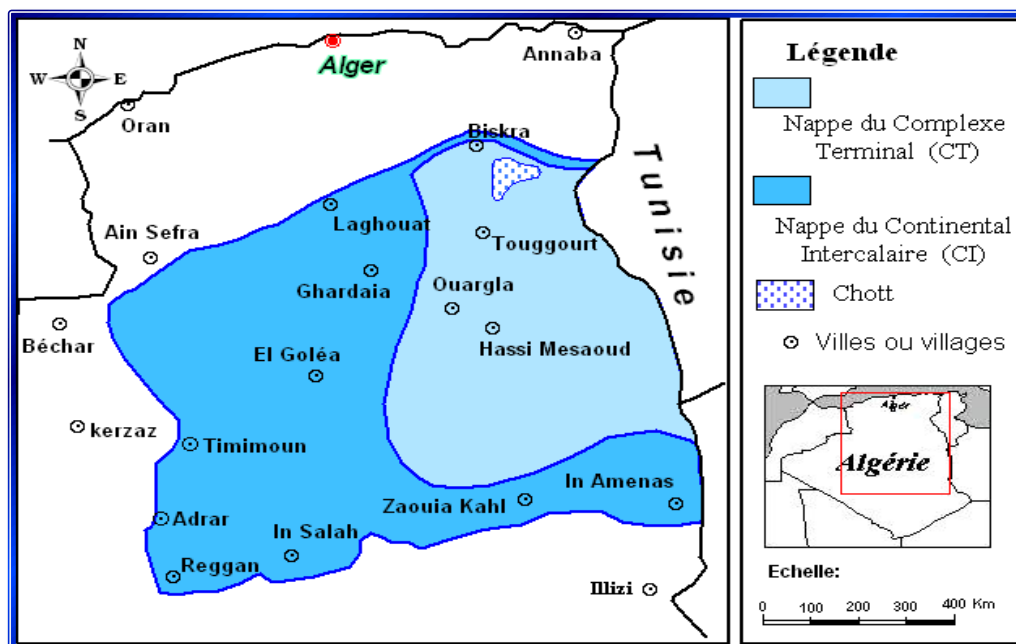 N
W E
S
Alger
Annaba
Oran
Biskra
Tunisie
Laghouat
Ain Sefra
Touggourt
Ghardaia
Ouargla
Béchar
Hassi Mesaoud
El Goléa
kerzaz
Timimoun
In Amenas
Zaouia Kahl
Adrar
In Salah
Reggan
Illizi
Légende
Nappe du Complexe
Terminal (CT)
Nappe du Continental
Intercalaire (CI)
Chott
Villes ou villages
Alger
Algérie
Echelle:
0 100 200 300 400 Km